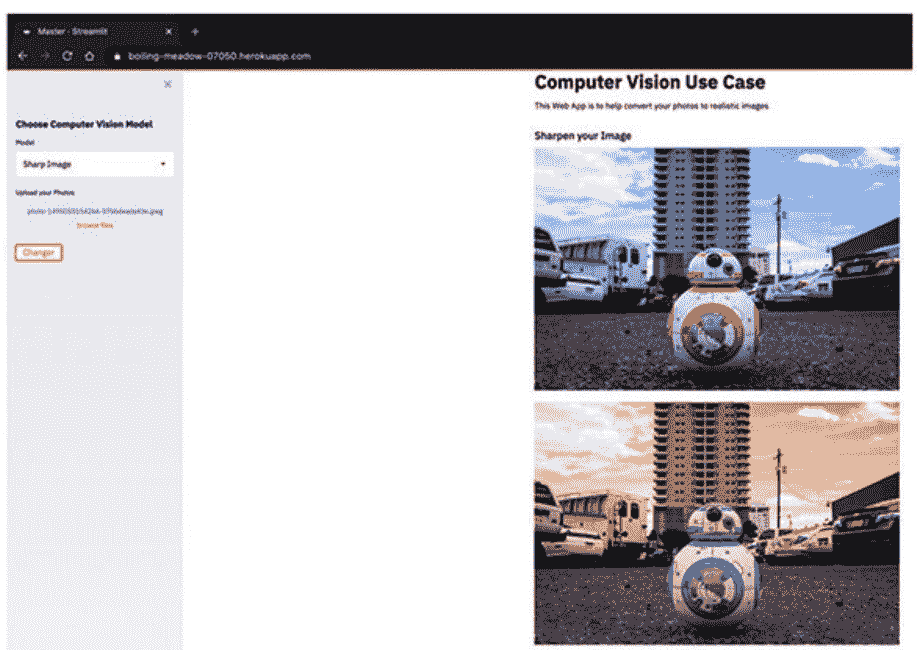 Master · Streamlit
boiling-meadow-07050.herokuapp.com
Choose Computer Vision Model
Model
Sharp Image
Upload your Photos
browse files
Changer
Computer Vision Use Case
This Web App is to help convert your photos to realistic images
Sharpen your Image